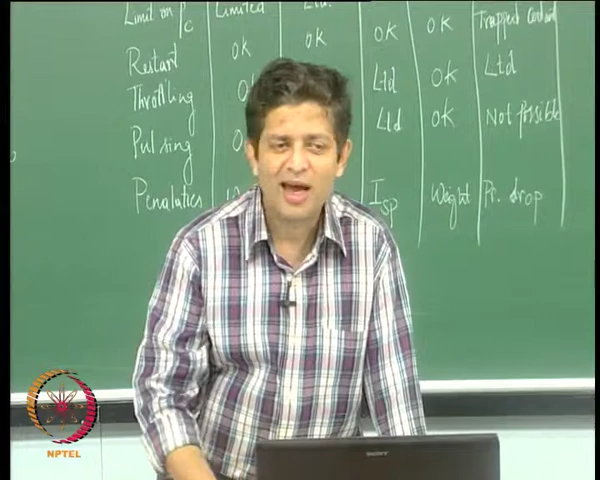 Limit on Pc Limited Ltd. OK OK Trapped Coolant
Restart OK OK Ltd OK Ltd
Throttling Ltd OK Not possible
Pulsing
Penalties Isp Weight Pr. drop
NPTEL
SONY